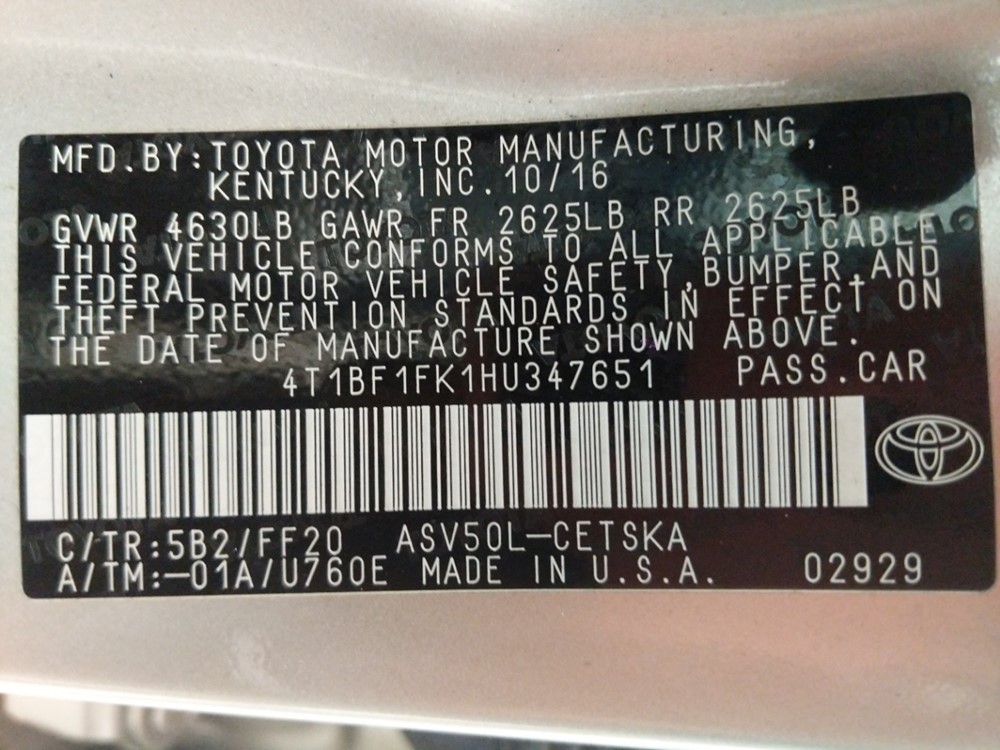 MFD.BY:TOYOTA MOTOR MANUFACTURING,
KENTUCKY, INC. 10/16
GVWR 4630LB GAWR FR 2625LB RR 2625LB
THIS VEHICLE CONFORMS TO ALL APPLICABLE
FEDERAL MOTOR VEHICLE SAFETY,BUMPER,AND
THEFT PREVENTION STANDARDS IN EFFECT ON
THE DATE OF MANUFACTURE SHOWN ABOVE.
4T1BF1FK1HU347651 PASS.CAR
C/TR:5B2/FF20 ASV50L-CETSKA
A/TM:-01A/U760E MADE IN U.S.A. 02929